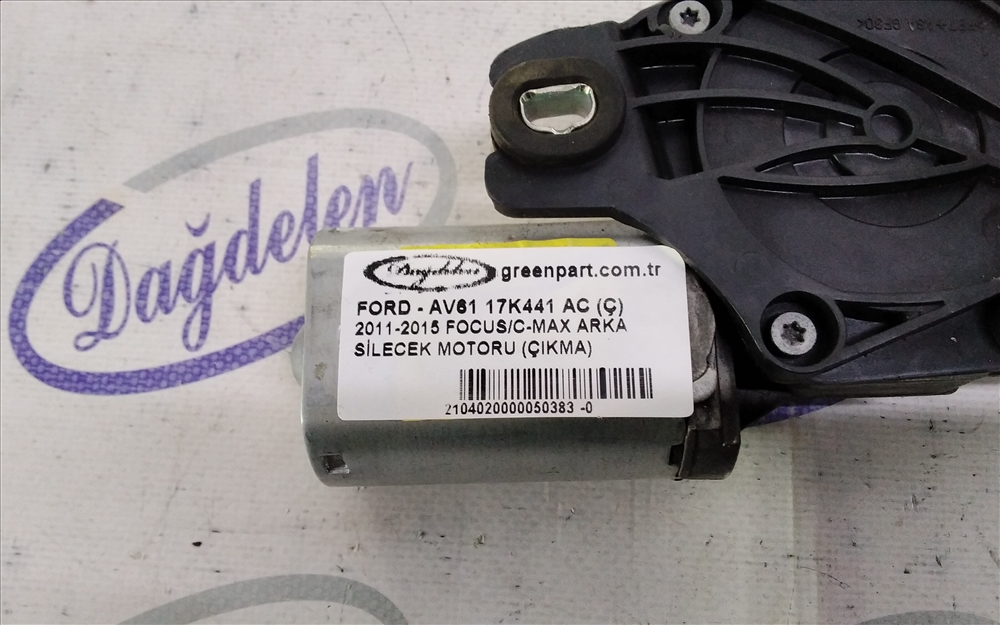 Dağdelen
Dağdelen greenpart.com.tr
FORD - AV61 17K441 AC (Ç)
2011-2015 FOCUS/C-MAX ARKA
SİLECEK MOTORU (ÇIKMA)
2104020000050383 -0